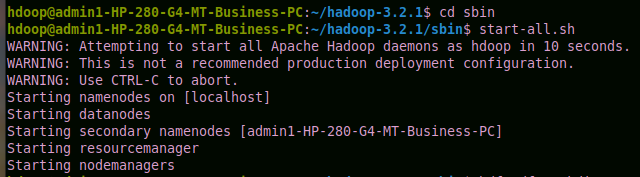 hdoop@admin1-HP-280-G4-MT-Business-PC:~/hadoop-3.2.1$ cd sbin
hdoop@admin1-HP-280-G4-MT-Business-PC:~/hadoop-3.2.1/sbin$ start-all.sh
WARNING: Attempting to start all Apache Hadoop daemons as hdoop in 10 seconds.
WARNING: This is not a recommended production deployment configuration.
WARNING: Use CTRL-C to abort.
Starting namenodes on [localhost]
Starting datanodes
Starting secondary namenodes [admin1-HP-280-G4-MT-Business-PC]
Starting resourcemanager
Starting nodemanagers